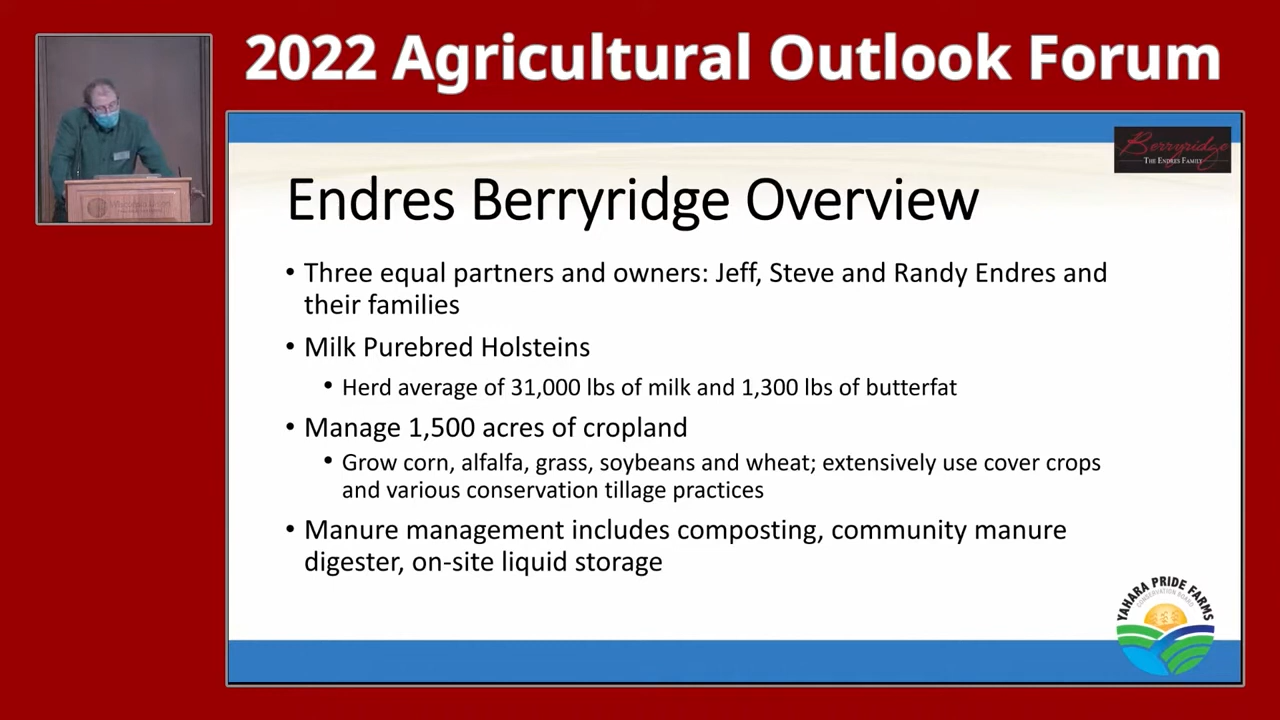 2022 Agricultural Outlook Forum
Berryridge
THE ENDRES FAMILY
Endres Berryridge Overview
• Three equal partners and owners: Jeff, Steve and Randy Endres and
their families
• Milk Purebred Holsteins
• Herd average of 31,000 lbs of milk and 1,300 lbs of butterfat
• Manage 1,500 acres of cropland
• Grow corn, alfalfa, grass, soybeans and wheat; extensively use cover crops
and various conservation tillage practices
• Manure management includes composting, community manure
digester, on-site liquid storage
YAHARA PRIDE FARMS
CONSERVATION BOARD